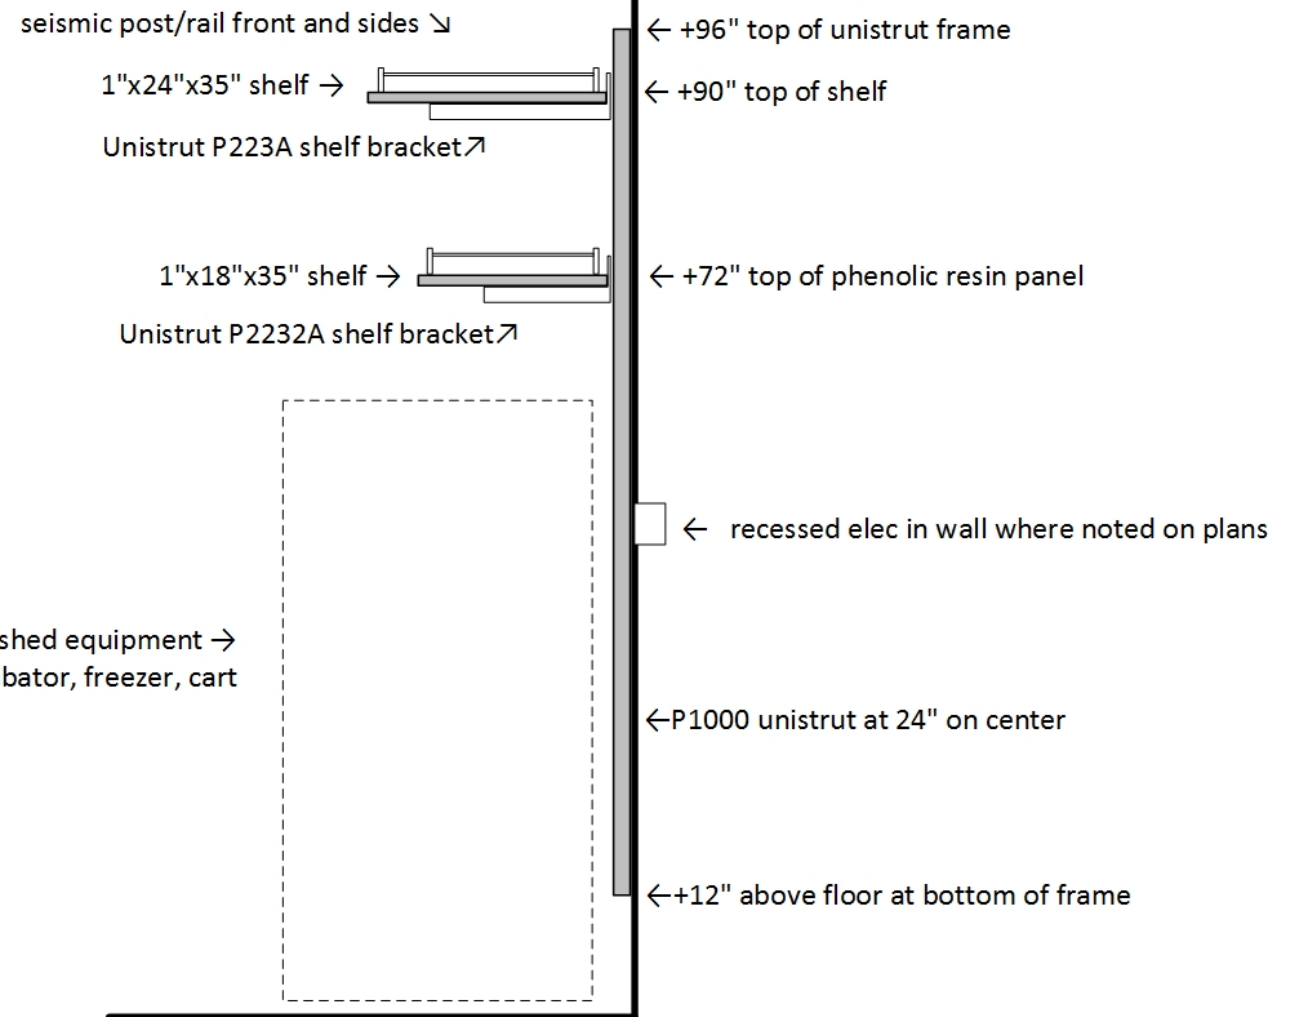 seismic post/rail front and sides ↘
← +96" top of unistrut frame
1"x24"x35" shelf →
← +90" top of shelf
Unistrut P223A shelf bracket↗
1"x18"x35" shelf →
← +72" top of phenolic resin panel
Unistrut P2232A shelf bracket↗
← recessed elec in wall where noted on plans
shed equipment →
bator, freezer, cart
←P1000 unistrut at 24" on center
←+12" above floor at bottom of frame